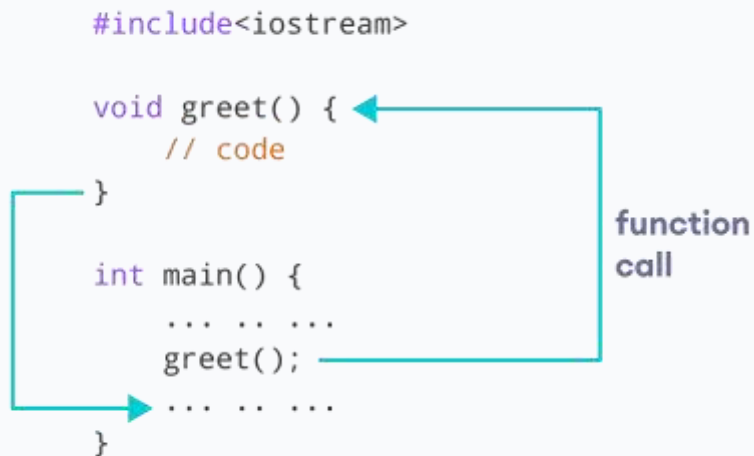 #include<iostream>
void greet() {
// code
}
int main() {
... .. ...
greet();
... .. ...
}
function
call